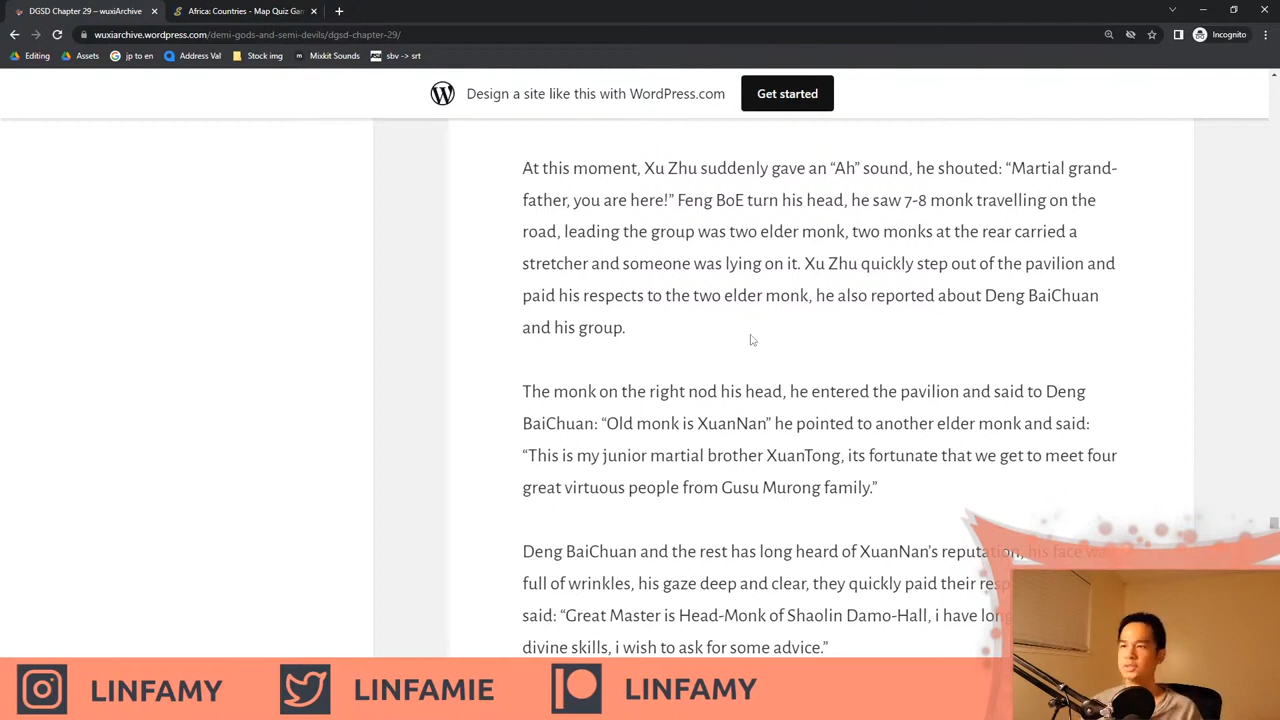 DGSD Chapter 29 – wuxiArchive
Africa: Countries - Map Quiz Gam
wuxiarchive.wordpress.com/demi-gods-and-semi-devils/dgsd-chapter-29/
Incognito
Editing Assets jp to en Address Val Stock img Mixkit Sounds sbv -> srt
Design a site like this with WordPress.com Get started
At this moment, Xu Zhu suddenly gave an “Ah” sound, he shouted: “Martial grand-
father, you are here!” Feng BoE turn his head, he saw 7-8 monk travelling on the
road, leading the group was two elder monk, two monks at the rear carried a
stretcher and someone was lying on it. Xu Zhu quickly step out of the pavilion and
paid his respects to the two elder monk, he also reported about Deng BaiChuan
and his group.
The monk on the right nod his head, he entered the pavilion and said to Deng
BaiChuan: “Old monk is XuanNan” he pointed to another elder monk and said:
“This is my junior martial brother XuanTong, its fortunate that we get to meet four
great virtuous people from Gusu Murong family.”
Deng BaiChuan and the rest has long heard of XuanNan’s reputation, his face
full of wrinkles, his gaze deep and clear, they quickly paid their
said: “Great Master is Head-Monk of Shaolin Damo-Hall, i have
divine skills, i wish to ask for some advice.”
LINFAMY LINFAMIE LINFAMY